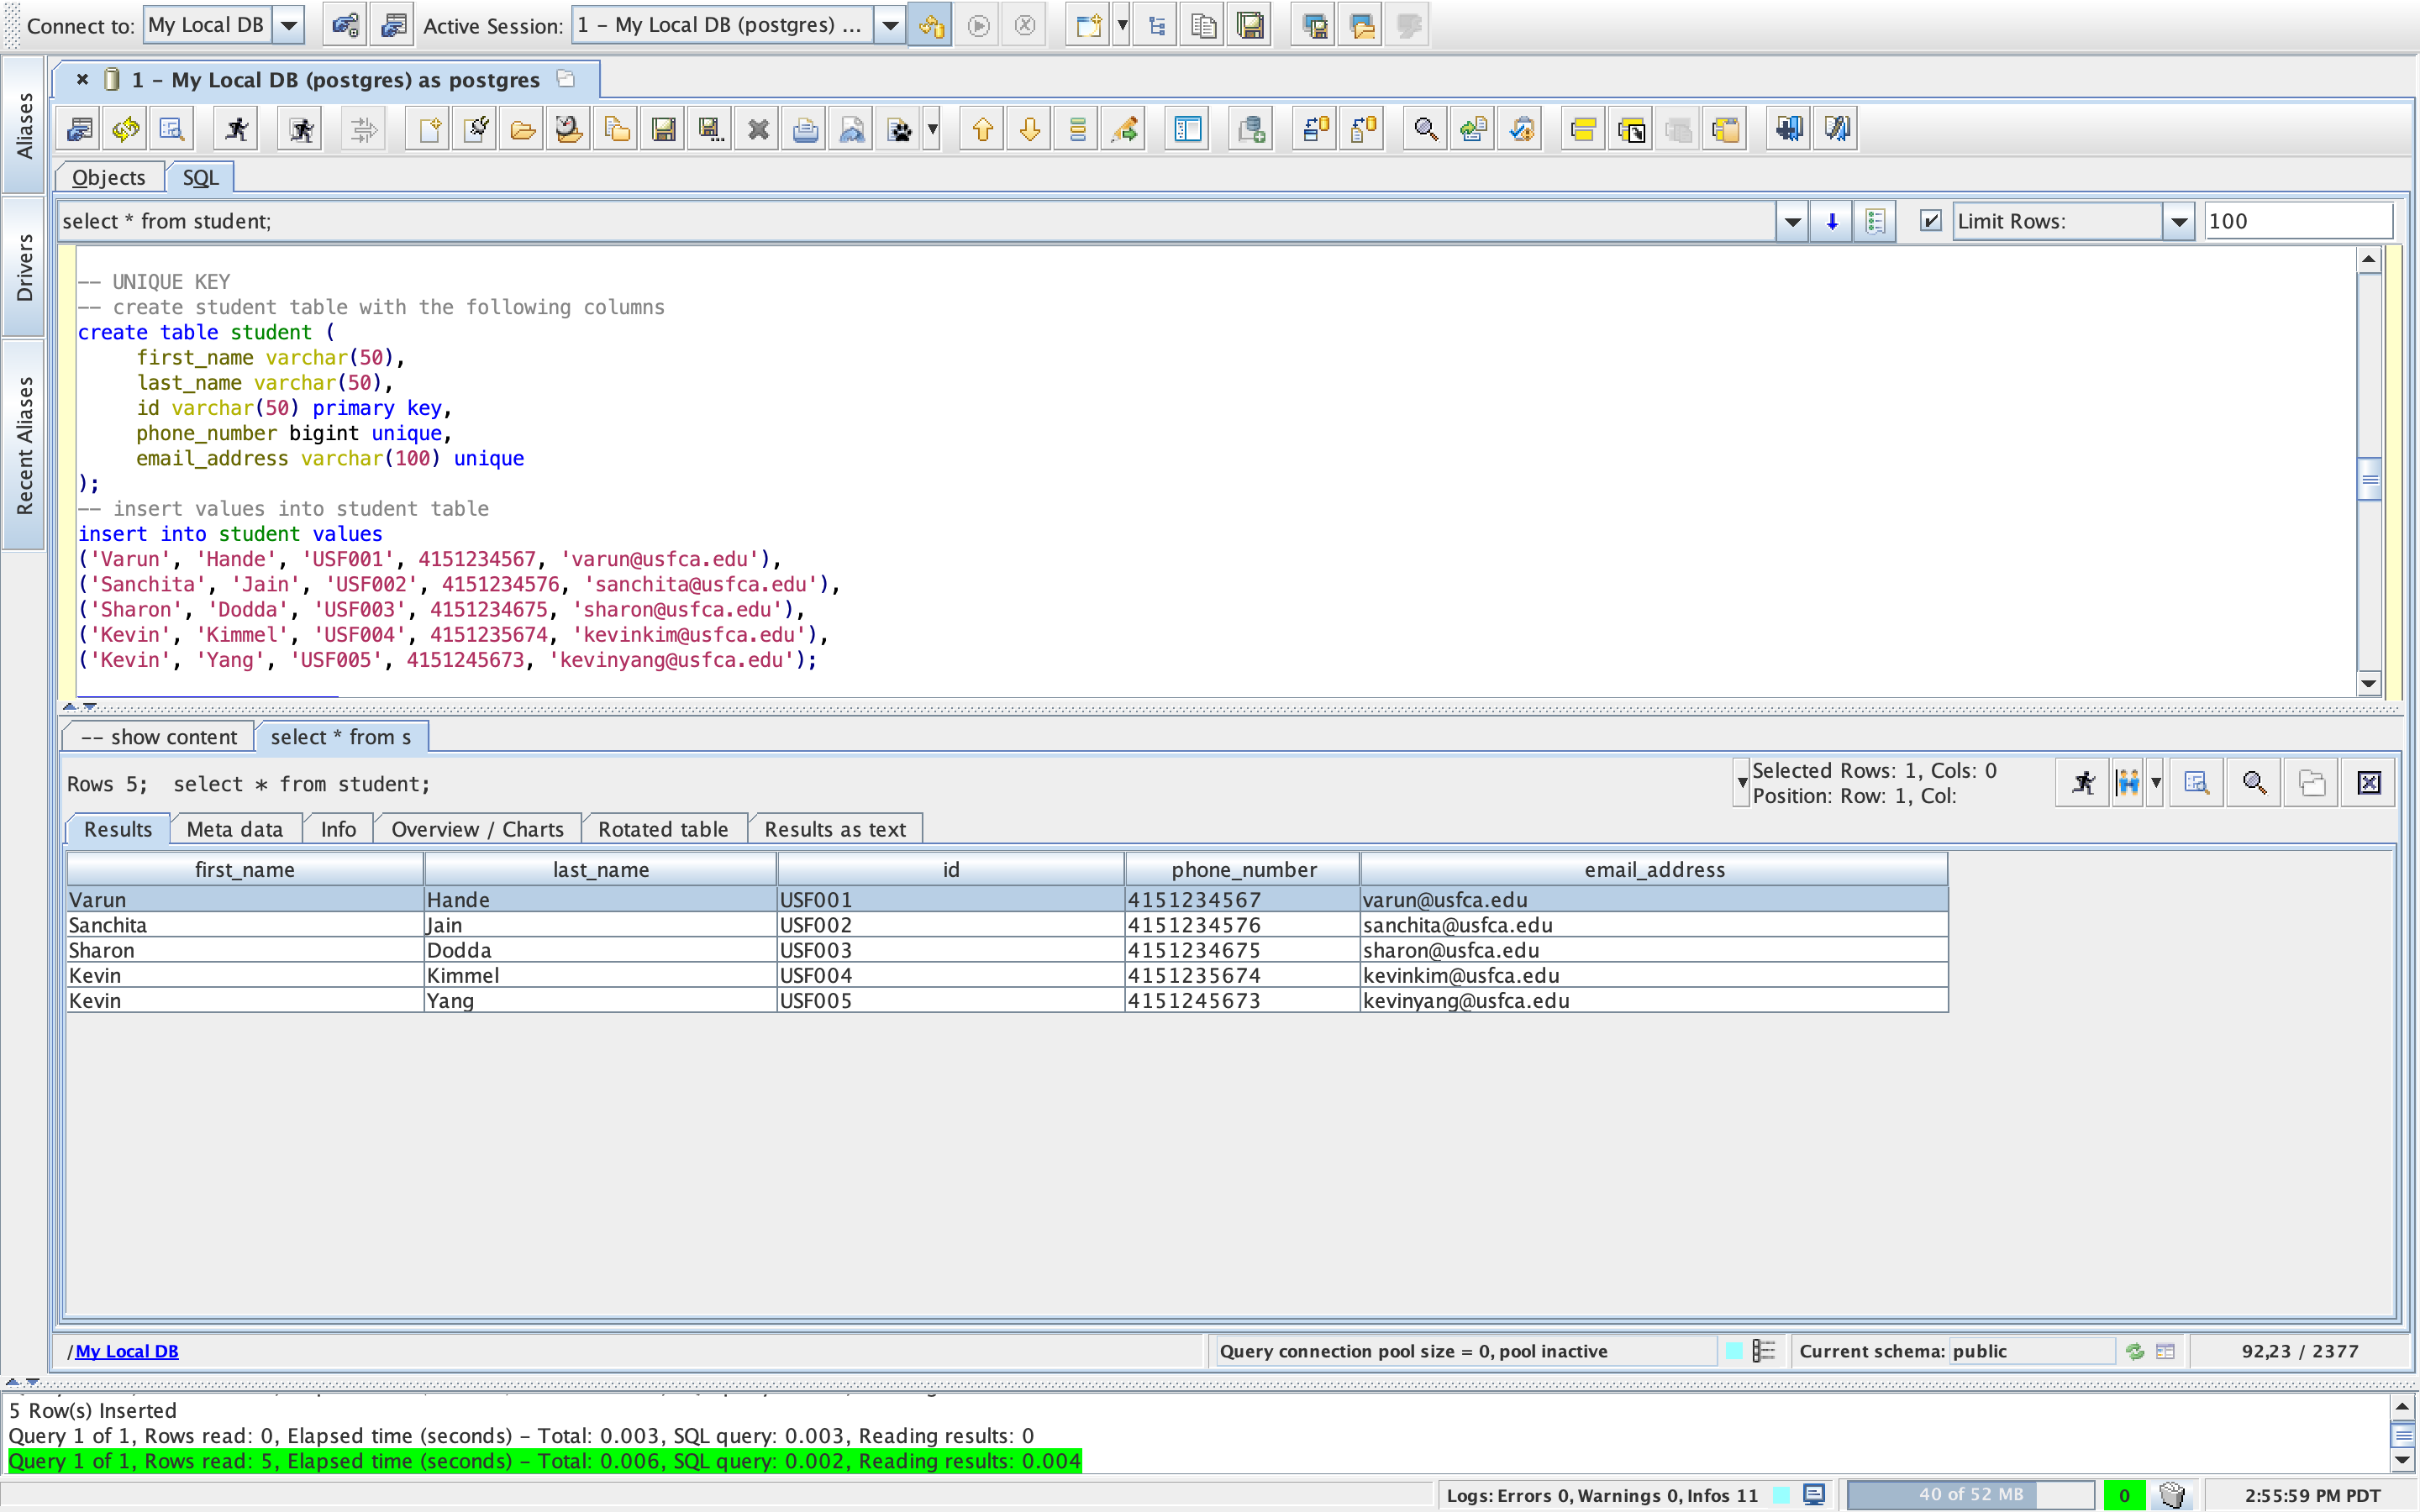 Connect to: My Local DB Active Session: 1 - My Local DB (postgres) ...
1 - My Local DB (postgres) as postgres
Aliases
Drivers
Recent Aliases
Objects SQL
select * from student; Limit Rows: 100
-- UNIQUE KEY
-- create student table with the following columns
create table student (
first_name varchar(50),
last_name varchar(50),
id varchar(50) primary key,
phone_number bigint unique,
email_address varchar(100) unique
);
-- insert values into student table
insert into student values
('Varun', 'Hande', 'USF001', 4151234567, 'varun@usfca.edu'),
('Sanchita', 'Jain', 'USF002', 4151234576, 'sanchita@usfca.edu'),
('Sharon', 'Dodda', 'USF003', 4151234675, 'sharon@usfca.edu'),
('Kevin', 'Kimmel', 'USF004', 4151235674, 'kevinkim@usfca.edu'),
('Kevin', 'Yang', 'USF005', 4151245673, 'kevinyang@usfca.edu');
-- show content select * from s
Rows 5; select * from student;
Selected Rows: 1, Cols: 0
Position: Row: 1, Col:
Results Meta data Info Overview / Charts Rotated table Results as text
first_name last_name id phone_number email_address
Varun Hande USF001 4151234567 varun@usfca.edu
Sanchita Jain USF002 4151234576 sanchita@usfca.edu
Sharon Dodda USF003 4151234675 sharon@usfca.edu
Kevin Kimmel USF004 4151235674 kevinkim@usfca.edu
Kevin Yang USF005 4151245673 kevinyang@usfca.edu
/My Local DB Query connection pool size = 0, pool inactive Current schema: public 92,23 / 2377
5 Row(s) Inserted
Query 1 of 1, Rows read: 0, Elapsed time (seconds) - Total: 0.003, SQL query: 0.003, Reading results: 0
Query 1 of 1, Rows read: 5, Elapsed time (seconds) - Total: 0.006, SQL query: 0.002, Reading results: 0.004
Logs: Errors 0, Warnings 0, Infos 11 40 of 52 MB 0 2:55:59 PM PDT